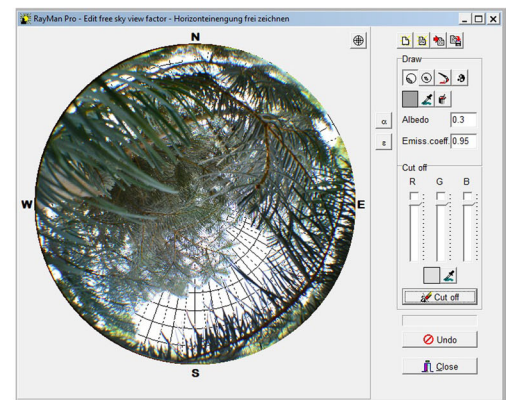 RayMan Pro - Edit free sky view factor - Horizonteinengung frei zeichnen
N
W
E
S
Draw
α
Albedo 0.3
ε
Emiss.coeff. 0.95
Cut off
R G B
Cut off
Undo
Close